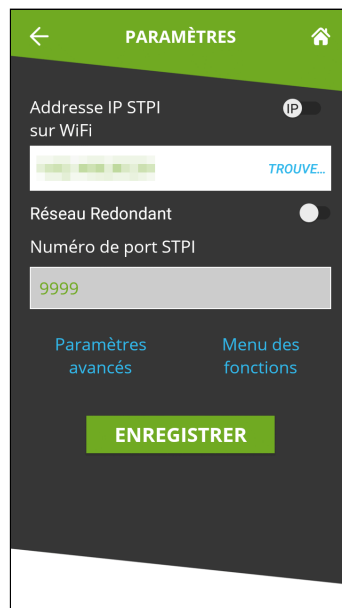 PARAMÈTRES
Addresse IP STPI
IP
sur WiFi
TROUVE...
Réseau Redondant
Numéro de port STPI
9999
Paramètres
avancés
Menu des
fonctions
ENREGISTRER